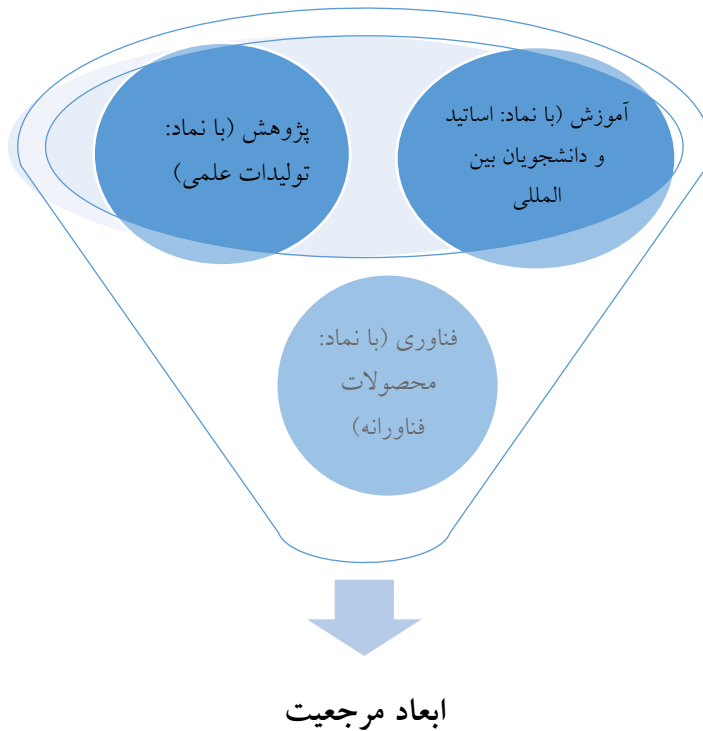 آموزش (با نماد: اساتید
و دانشجویان بین
المللی
پژوهش (با نماد:
تولیدات علمی)
فناوری (با نماد:
محصولات
فناورانه)
ابعاد مرجعیت